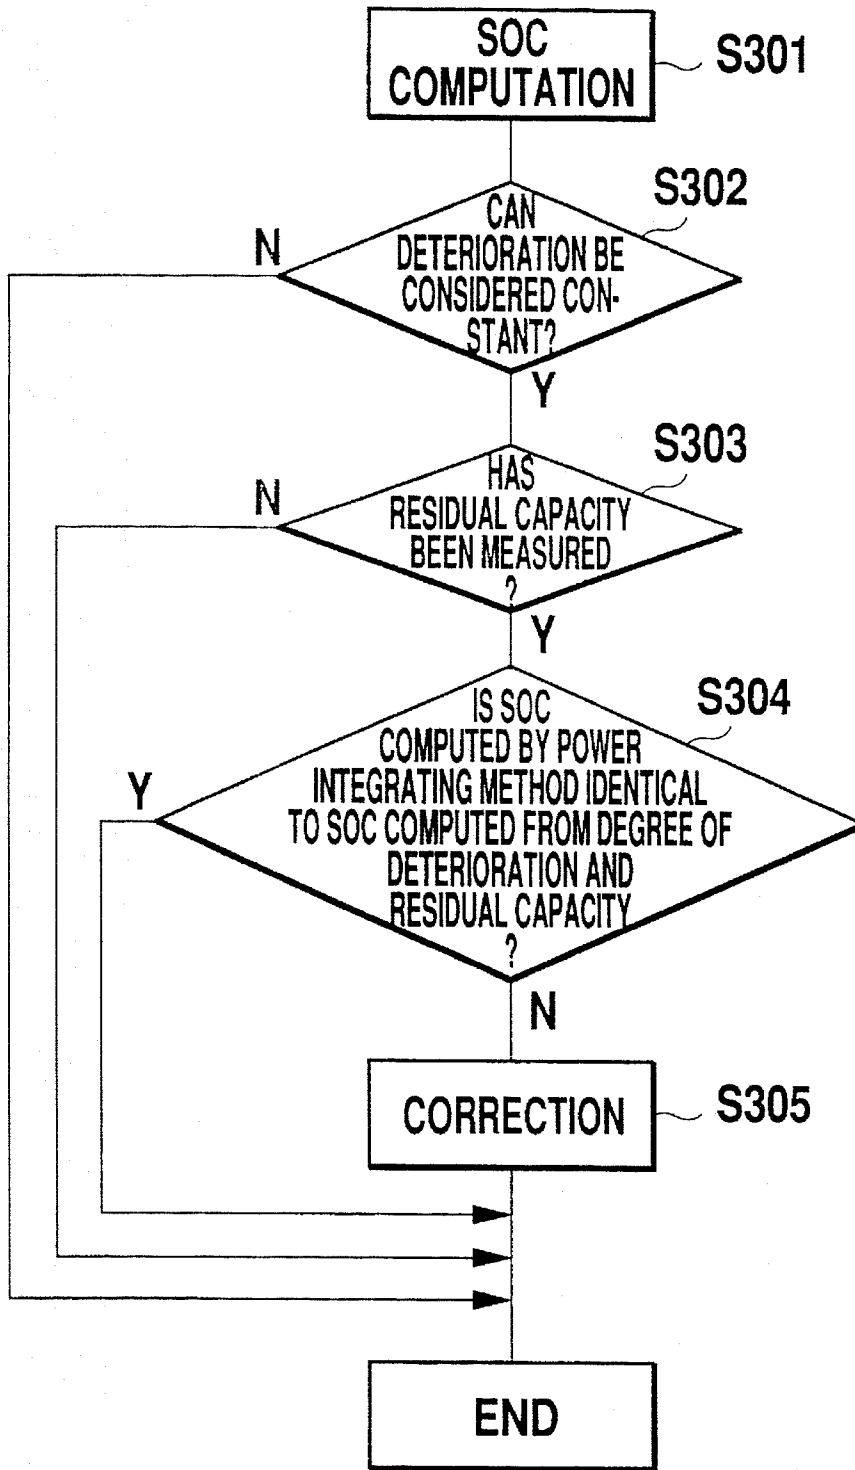 SOC
COMPUTATION
S301
S302
CAN
DETERIORATION BE
CONSIDERED CON-
STANT?
N
Y
S303
HAS
RESIDUAL CAPACITY
BEEN MEASURED
?
N
Y
S304
IS SOC
COMPUTED BY POWER
INTEGRATING METHOD IDENTICAL
TO SOC COMPUTED FROM DEGREE OF
DETERIORATION AND
RESIDUAL CAPACITY
?
Y
N
CORRECTION
S305
END